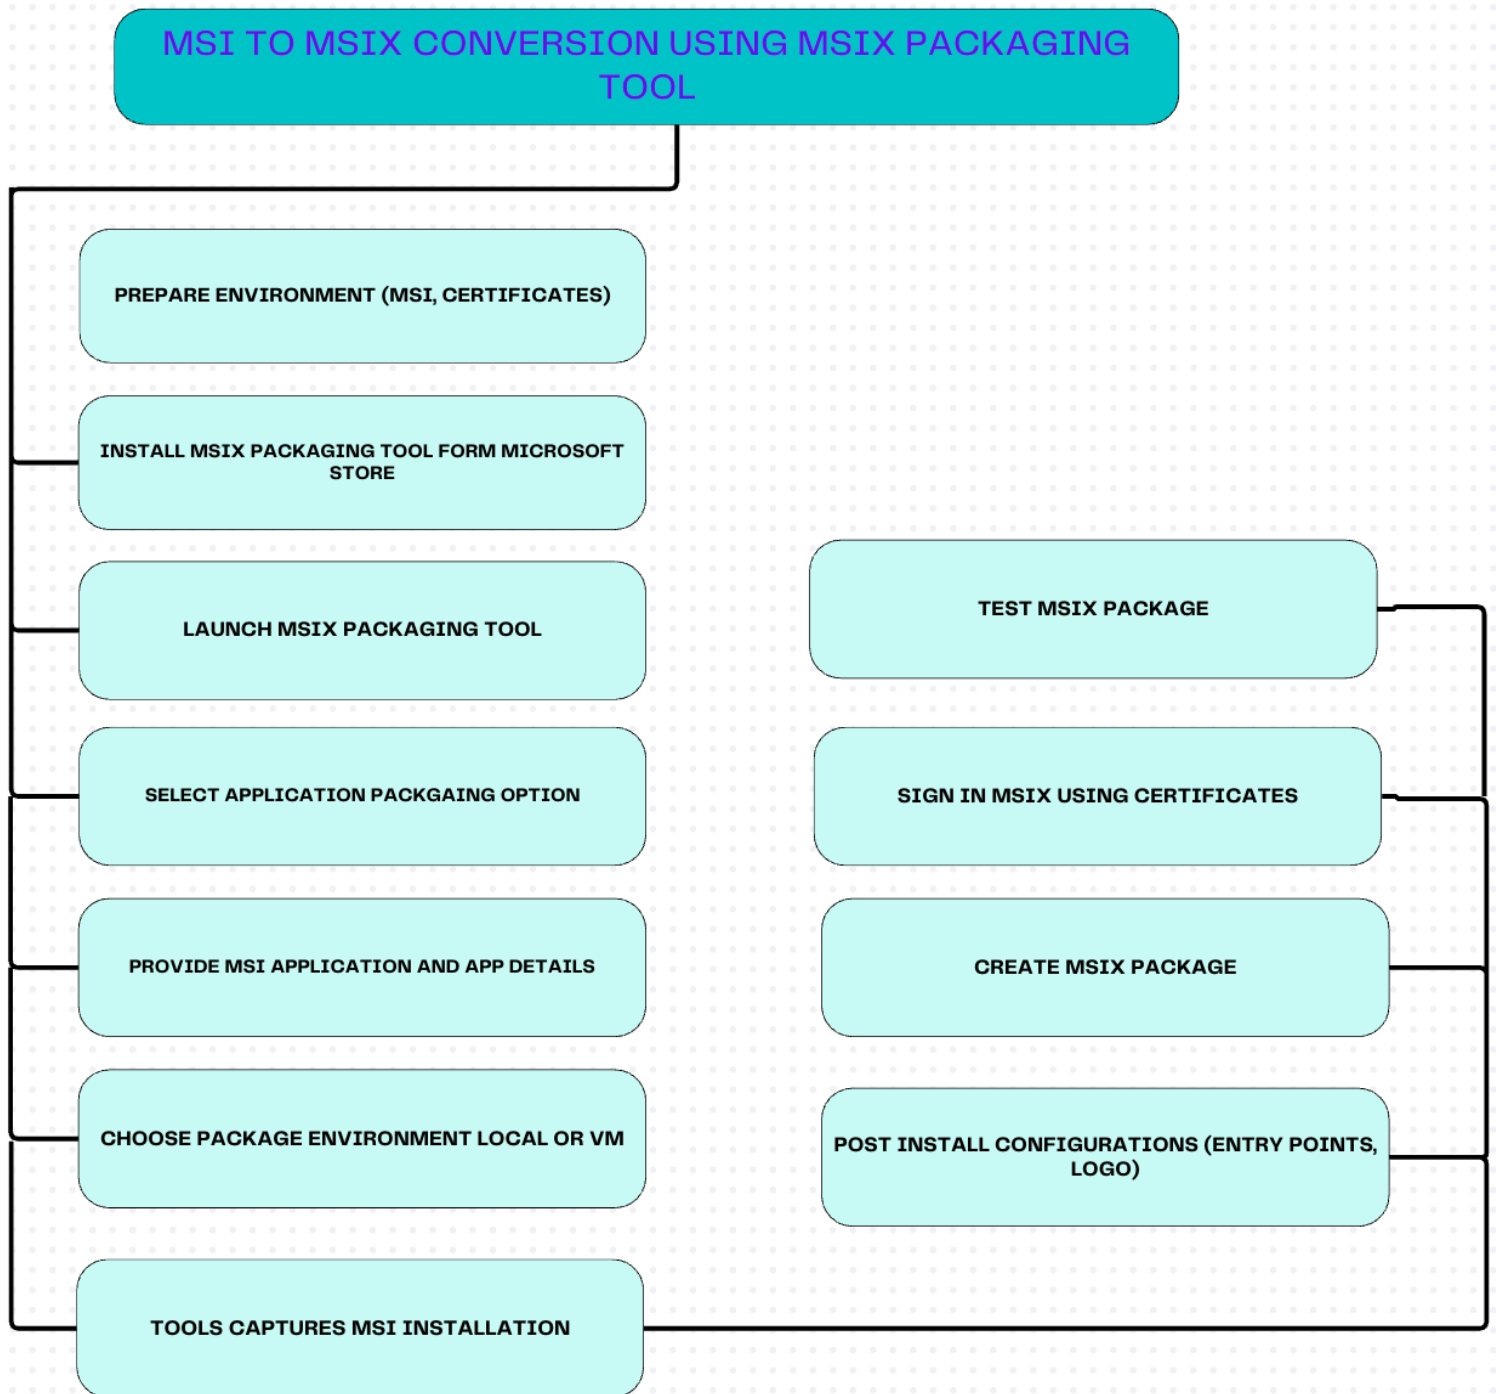 MSI TO MSIX CONVERSION USING MSIX PACKAGING
TOOL
PREPARE ENVIRONMENT (MSI, CERTIFICATES)
INSTALL MSIX PACKAGING TOOL FORM MICROSOFT
STORE
LAUNCH MSIX PACKAGING TOOL
SELECT APPLICATION PACKGAING OPTION
PROVIDE MSI APPLICATION AND APP DETAILS
CHOOSE PACKAGE ENVIRONMENT LOCAL OR VM
TOOLS CAPTURES MSI INSTALLATION
TEST MSIX PACKAGE
SIGN IN MSIX USING CERTIFICATES
CREATE MSIX PACKAGE
POST INSTALL CONFIGURATIONS (ENTRY POINTS,
LOGO)